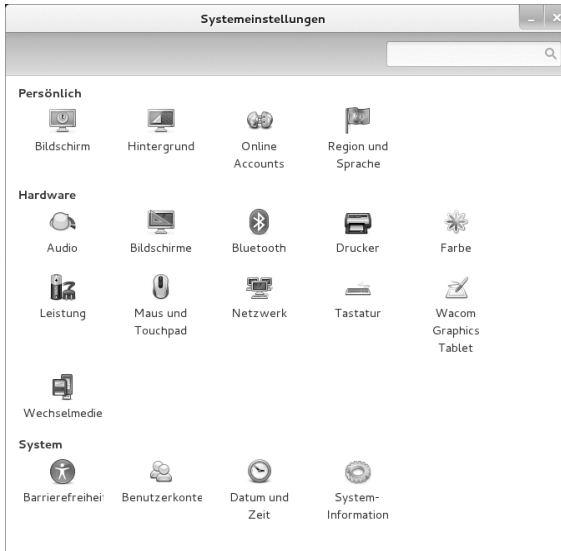 Systemeinstellungen
Persönlich
Bildschirm
Hintergrund
Online
Accounts
Region und
Sprache
Hardware
Audio
Bildschirme
Bluetooth
Drucker
Farbe
Leistung
Maus und
Touchpad
Netzwerk
Tastatur
Wacom
Graphics
Tablet
Wechselmedie
System
Barrierefreihei
Benutzerkonte
Datum und
Zeit
System-
Information